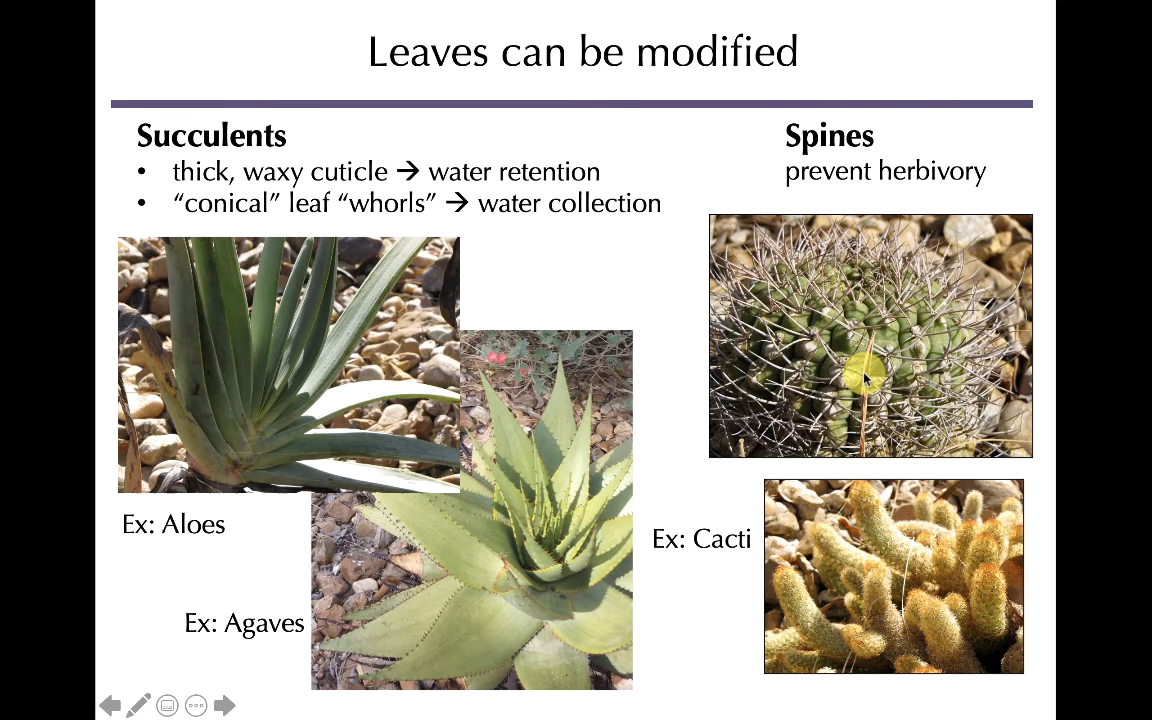 Leaves can be modified
Succulents
• thick, waxy cuticle → water retention
• “conical” leaf “whorls” → water collection
Spines
prevent herbivory
Ex: Aloes
Ex: Agaves
Ex: Cacti